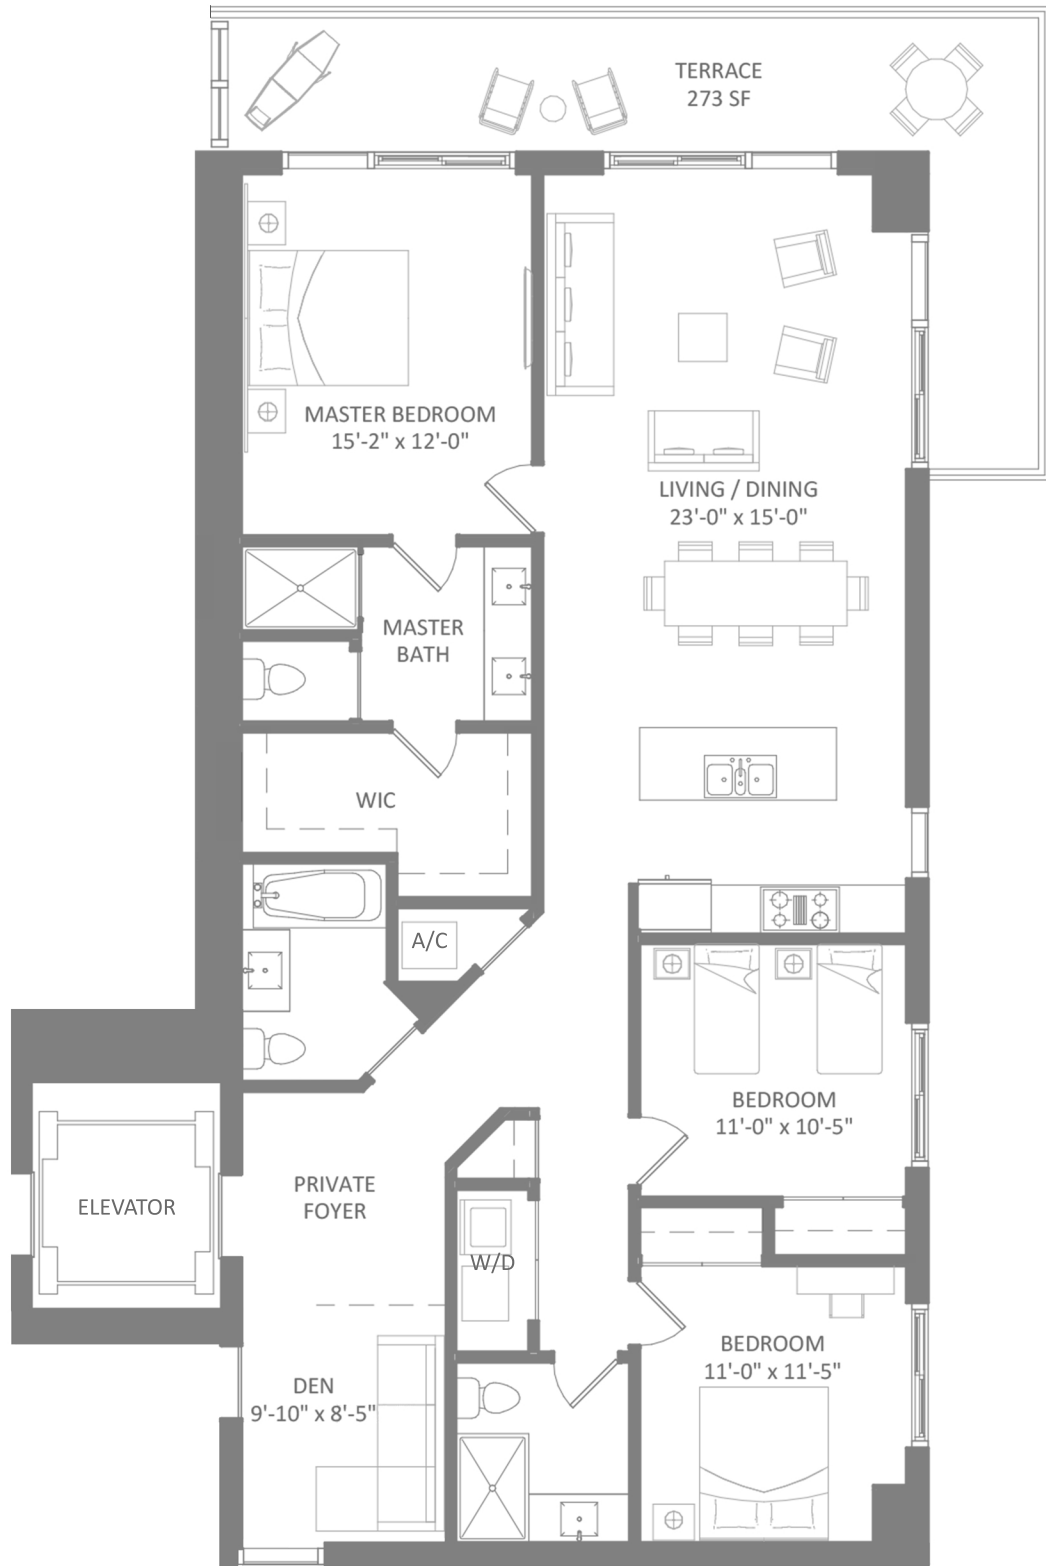 TERRACE
273 SF
MASTER BEDROOM
15'-2" x 12'-0"
LIVING / DINING
23'-0" x 15'-0"
MASTER
BATH
WIC
A/C
BEDROOM
11'-0" x 10'-5"
PRIVATE
FOYER
ELEVATOR
W/D
BEDROOM
11'-0" x 11'-5"
DEN
9'-10" x 8'-5"